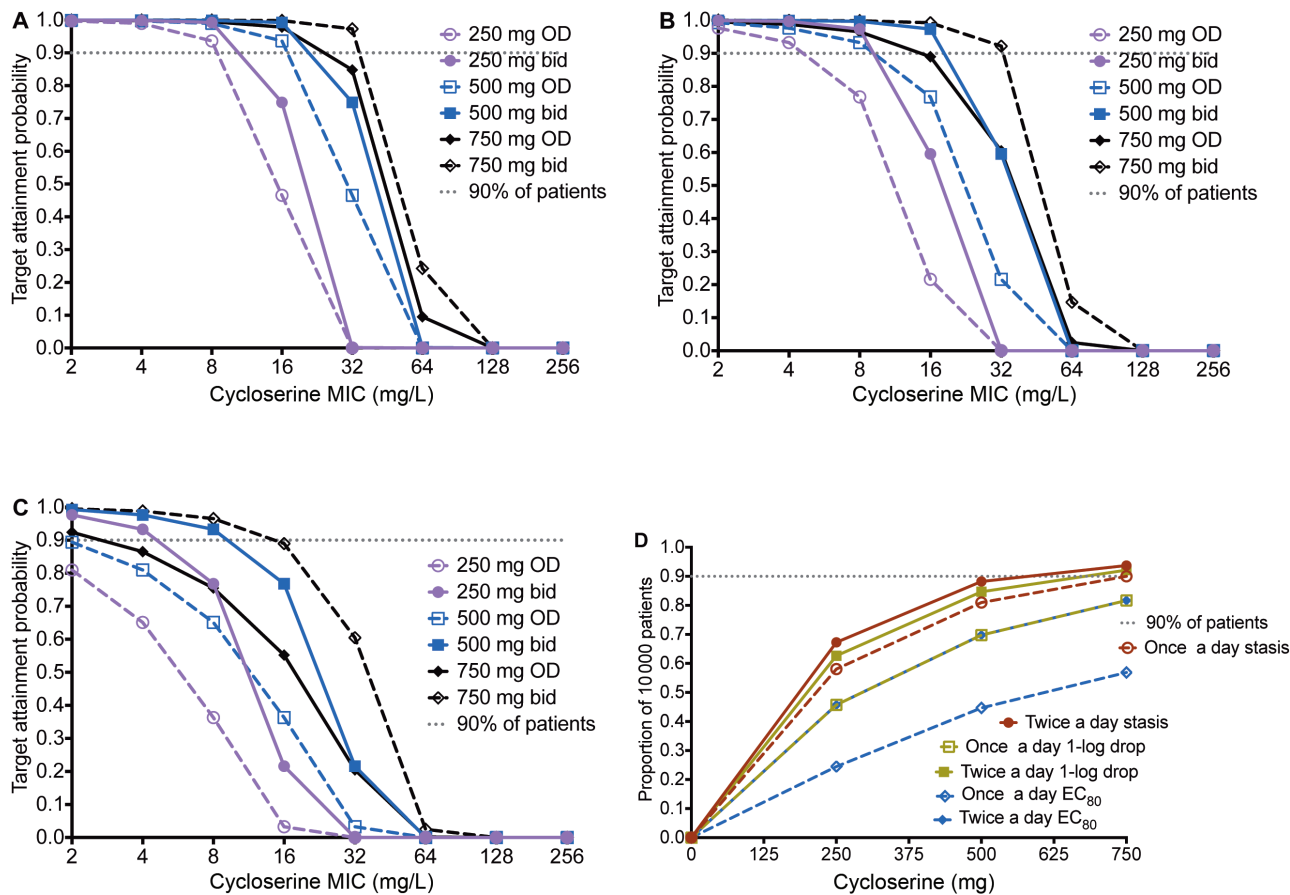 A
Target attainment probability
1.0
0.9
0.8
0.7
0.6
0.5
0.4
0.3
0.2
0.1
0.0
2 4 8 16 32 64 128 256
Cycloserine MIC (mg/L)
250 mg OD
250 mg bid
500 mg OD
500 mg bid
750 mg OD
750 mg bid
90% of patients
B
Target attainment probability
1.0
0.9
0.8
0.7
0.6
0.5
0.4
0.3
0.2
0.1
0.0
2 4 8 16 32 64 128 256
Cycloserine MIC (mg/L)
250 mg OD
250 mg bid
500 mg OD
500 mg bid
750 mg OD
750 mg bid
90% of patients
C
Target attainment probability
1.0
0.9
0.8
0.7
0.6
0.5
0.4
0.3
0.2
0.1
0.0
2 4 8 16 32 64 128 256
Cycloserine MIC (mg/L)
250 mg OD
250 mg bid
500 mg OD
500 mg bid
750 mg OD
750 mg bid
90% of patients
D
Proportion of 10000 patients
1.0
0.9
0.8
0.7
0.6
0.5
0.4
0.3
0.2
0.1
0.0
0 125 250 375 500 625 750
Cycloserine (mg)
90% of patients
Once a day stasis
Twice a day stasis
Once a day 1-log drop
Twice a day 1-log drop
Once a day EC80
Twice a day EC80